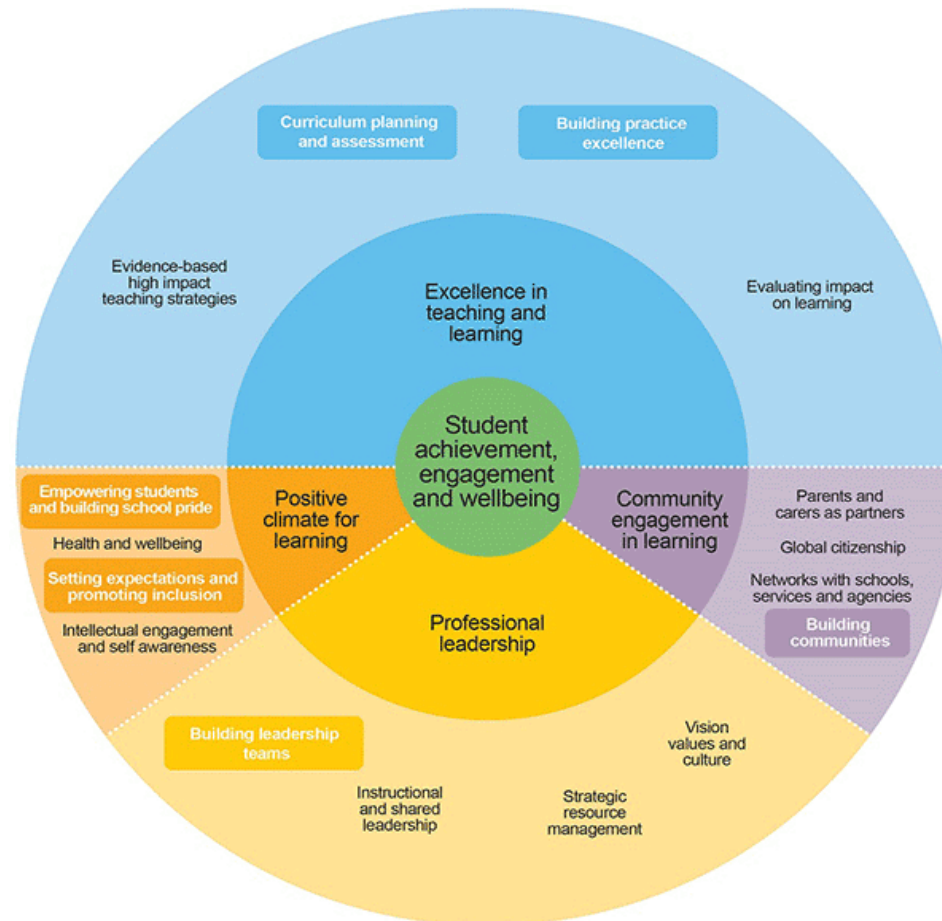 Curriculum planning
and assessment
Building practice
excellence
Evidence-based
high impact
teaching strategies
Excellence in
teaching and
learning
Evaluating impact
on learning
Student
achievement,
engagement
and wellbeing
Empowering students
and building school pride
Health and wellbeing
Setting expectations and
promoting inclusion
Intellectual engagement
and self awareness
Positive
climate for
learning
Community
engagement
in learning
Parents and
carers as partners
Global citizenship
Networks with schools,
services and agencies
Building
communities
Professional
leadership
Building leadership
teams
Instructional
and shared
leadership
Strategic
resource
management
Vision
values and
culture